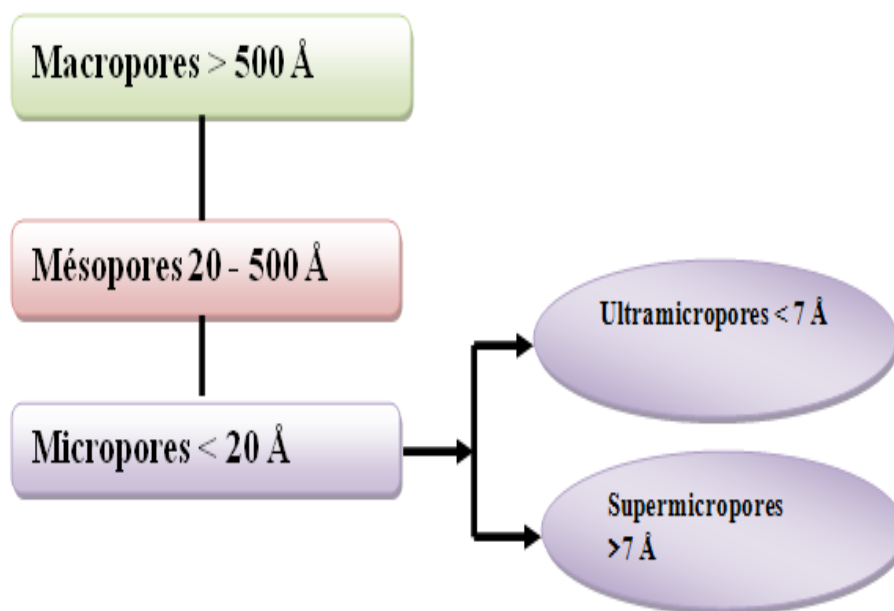 Macropores > 500 Å
Mésopores 20 - 500 Å
Ultramicropores < 7 Å
Micropores < 20 Å
Supermicropores
>7 Å